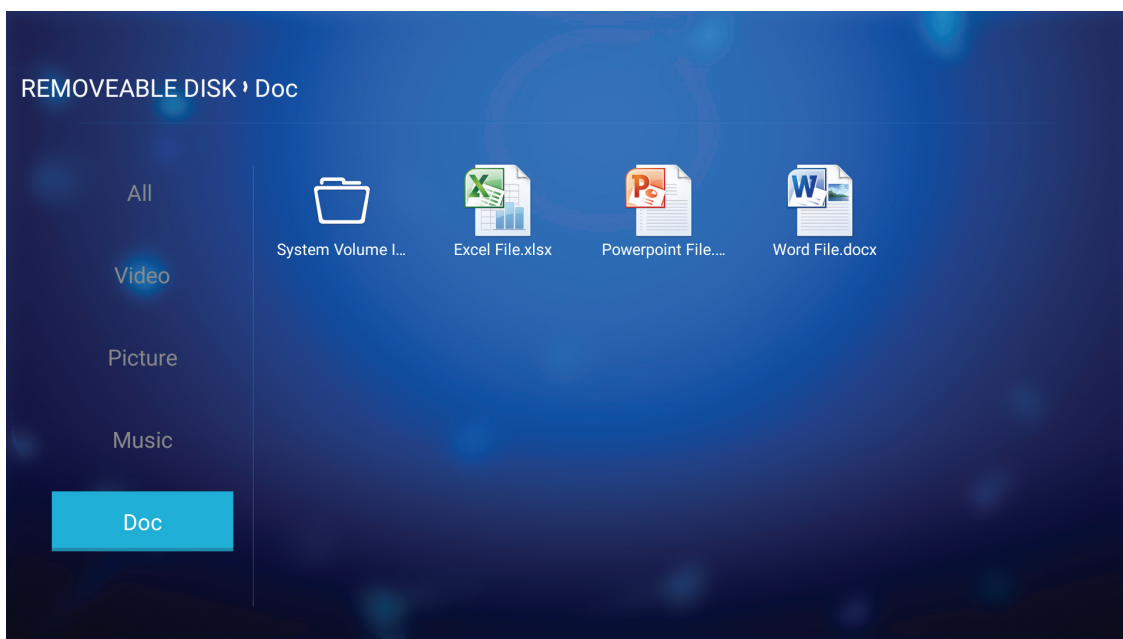 REMOVEABLE DISK Doc
All
Video
Picture
Music
Doc
System Volume I...
Excel File.xlsx
Powerpoint File....
Word File.docx